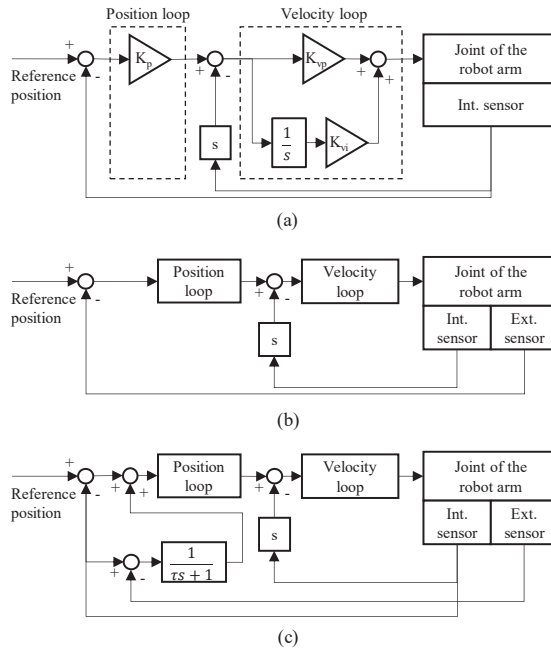 Position loop
Velocity loop
+
Reference
position
-
Kp
+
-
Kvp
+
+
1
s
Kvi
s
Joint of the
robot arm
Int. sensor
(a)
+
Reference
position
-
Position
loop
+
-
Velocity
loop
s
Joint of the
robot arm
Int.
sensor
Ext.
sensor
(b)
+
Reference
position
-
+
+
Position
loop
+
-
Velocity
loop
s
Joint of the
robot arm
Int.
sensor
Ext.
sensor
+
-
1
τs + 1
(c)